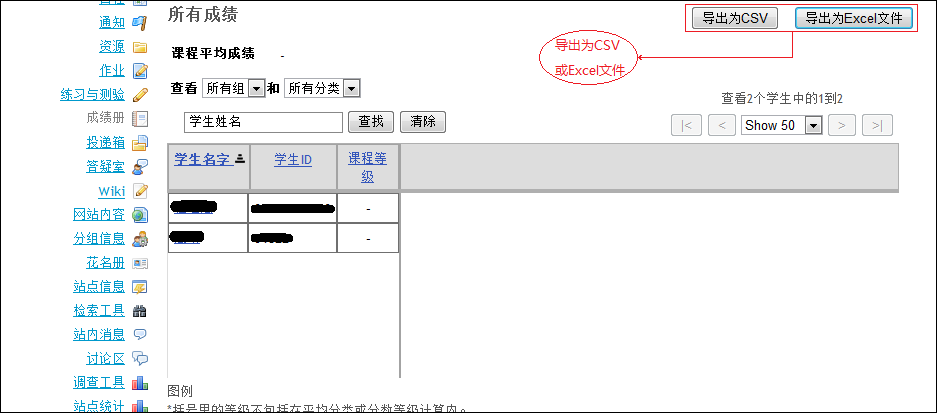 所有成绩
导出为CSV
导出为Excel文件
导出为CSV
或Excel文件
课程平均成绩 -
查看 所有组 和 所有分类
查看2个学生中的1到2
学生姓名 查找 清除
|< < Show 50 > >|
学生名字 学生ID 课程等
级
-
-
图例
*括号里的等级不包括在平均分类或分数等级计算内。
通知
资源
作业
练习与测验
成绩册
投递箱
答疑室
Wiki
网站内容
分组信息
花名册
站点信息
检索工具
站内消息
讨论区
调查工具
站点统计